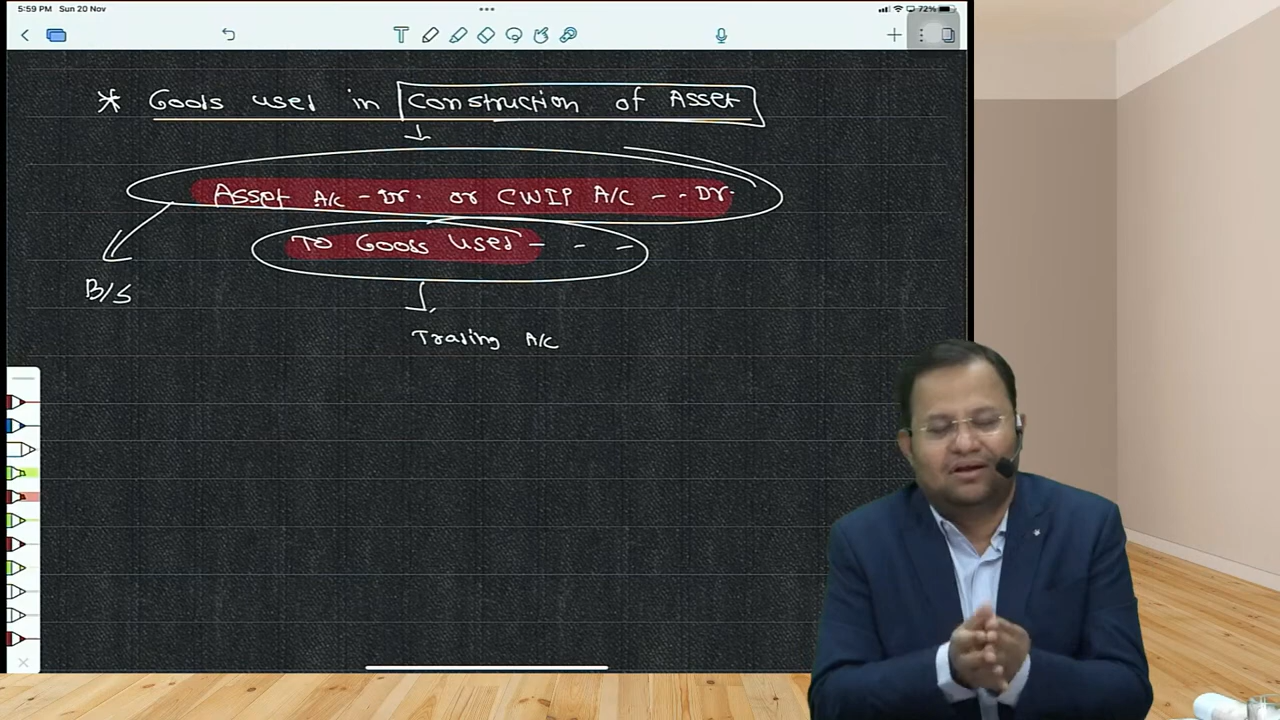 5:59 PM Sun 20 Nov
72%
* Goods used in Construction of Asset
Asset A/c - Dr. or CWIP A/C - - Dr.
To Goods used - - -
B/S
Trading A/C